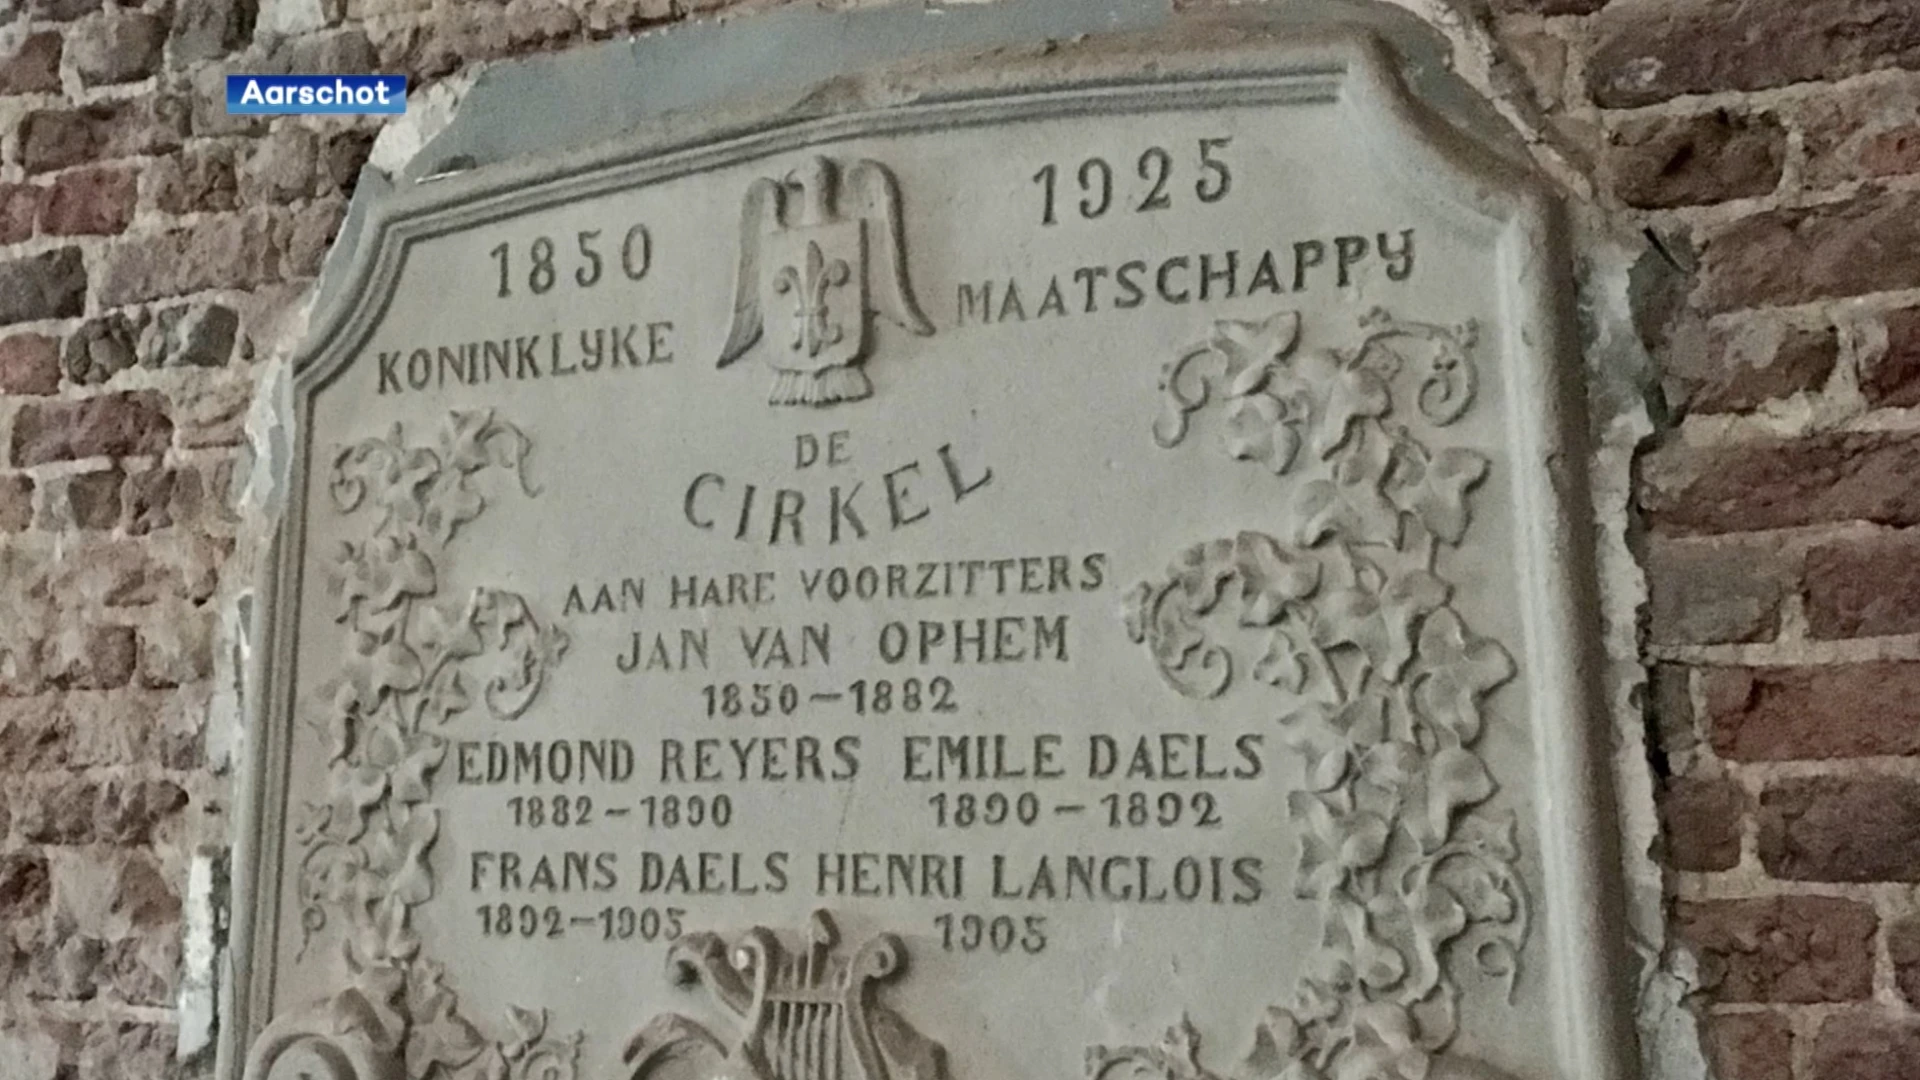 Aarschot
1850 1925
KONINKLYKE MAATSCHAPPY
DE
CIRKEL
AAN HARE VOORZITTERS
JAN VAN OPHEM
1850-1882
EDMOND REYERS EMILE DAELS
1882-1890 1890-1892
FRANS DAELS HENRI LANGLOIS
1892-1905 1905